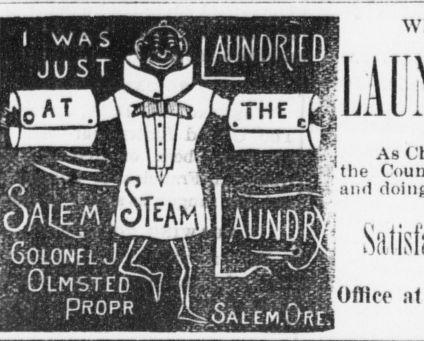 I WAS
JUST LAUNDRIED
AT THE
SALEM STEAM LAUNDRY
COLONEL J
OLMSTED
PROPR
SALEM, ORE.
W
LAUN
As Ch
the Coun
and doing
Satisfa
Office at